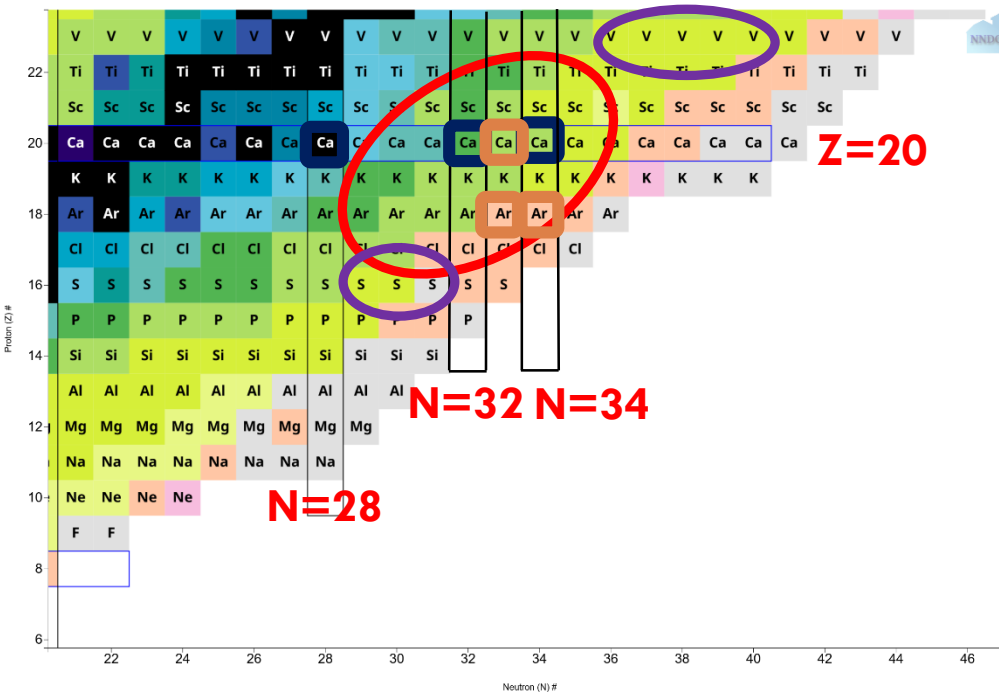 V V V V V V V V V V V V V V V V V V V V V V V V
NNDC
22 Ti Ti Ti Ti Ti Ti Ti Ti Ti Ti Ti Ti Ti Ti Ti Ti Ti Ti Ti Ti Ti Ti Ti
Sc Sc Sc Sc Sc Sc Sc Sc Sc Sc Sc Sc Sc Sc Sc Sc Sc Sc Sc Sc Sc Sc
20 Ca Ca Ca Ca Ca Ca Ca Ca Ca Ca Ca Ca Ca Ca Ca Ca Ca Ca Ca Ca Ca
Z=20
K K K K K K K K K K K K K K K K K K K K
18 Ar Ar Ar Ar Ar Ar Ar Ar Ar Ar Ar Ar Ar Ar Ar Ar
Cl Cl Cl Cl Cl Cl Cl Cl Cl Cl Cl Cl Cl Cl Cl
16 S S S S S S S S S S S S S
P P P P P P P P P P P P
14 Si Si Si Si Si Si Si Si Si Si Si
Al Al Al Al Al Al Al Al Al Al
N=32 N=34
12 Mg Mg Mg Mg Mg Mg Mg Mg Mg
Na Na Na Na Na Na Na Na
10 Ne Ne Ne Ne
N=28
F F
8
6
22 24 26 28 30 32 34 36 38 40 42 44 46
Neutron (N) #
Proton (Z) #